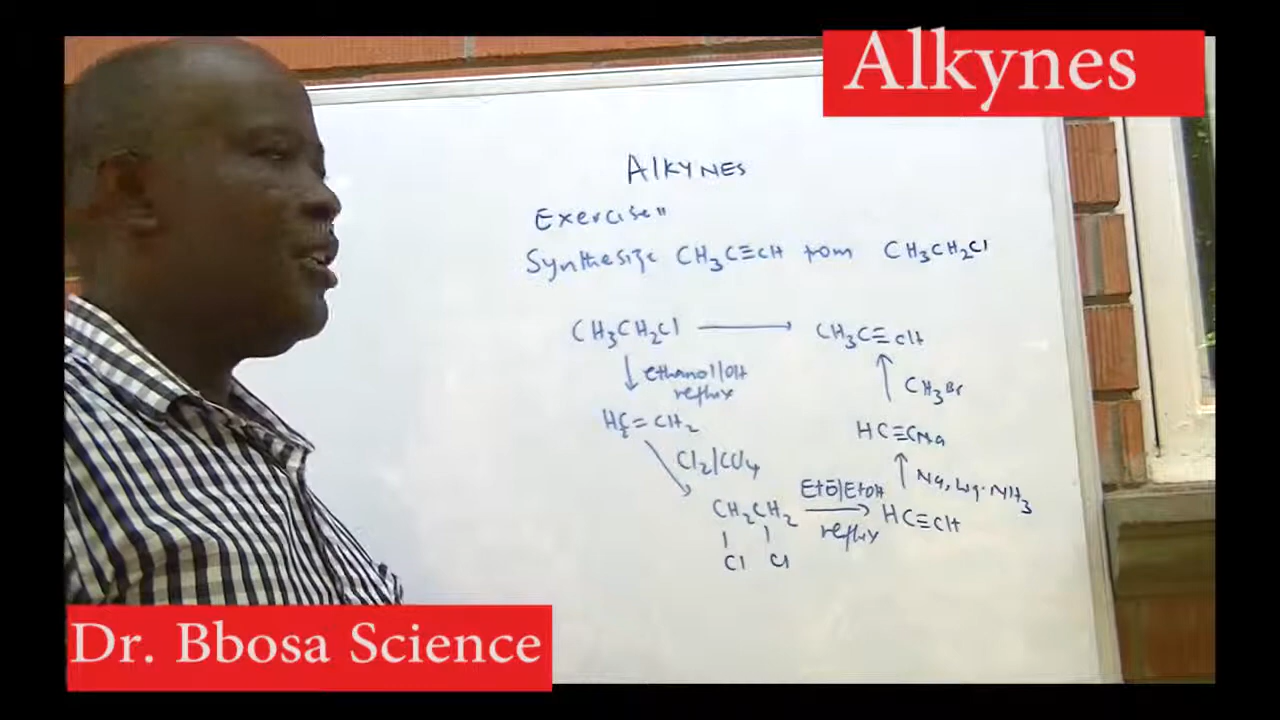 Alkynes
ALKYNES
Exercise"
Synthesize CH₃C≡CH from CH₃CH₂Cl
CH₃CH₂Cl ⟶ CH₃C≡CH
↓ ethanol/OH
reflux
↑ CH₃Br
H₂C=CH₂
HC≡CNa
↘ Cl₂/CCl₄
↑ Na, Liq. NH₃
CH₂CH₂ EtO⁻/EtOH ⟶ reflux HC≡CH
Cl Cl
Dr. Bbosa Science